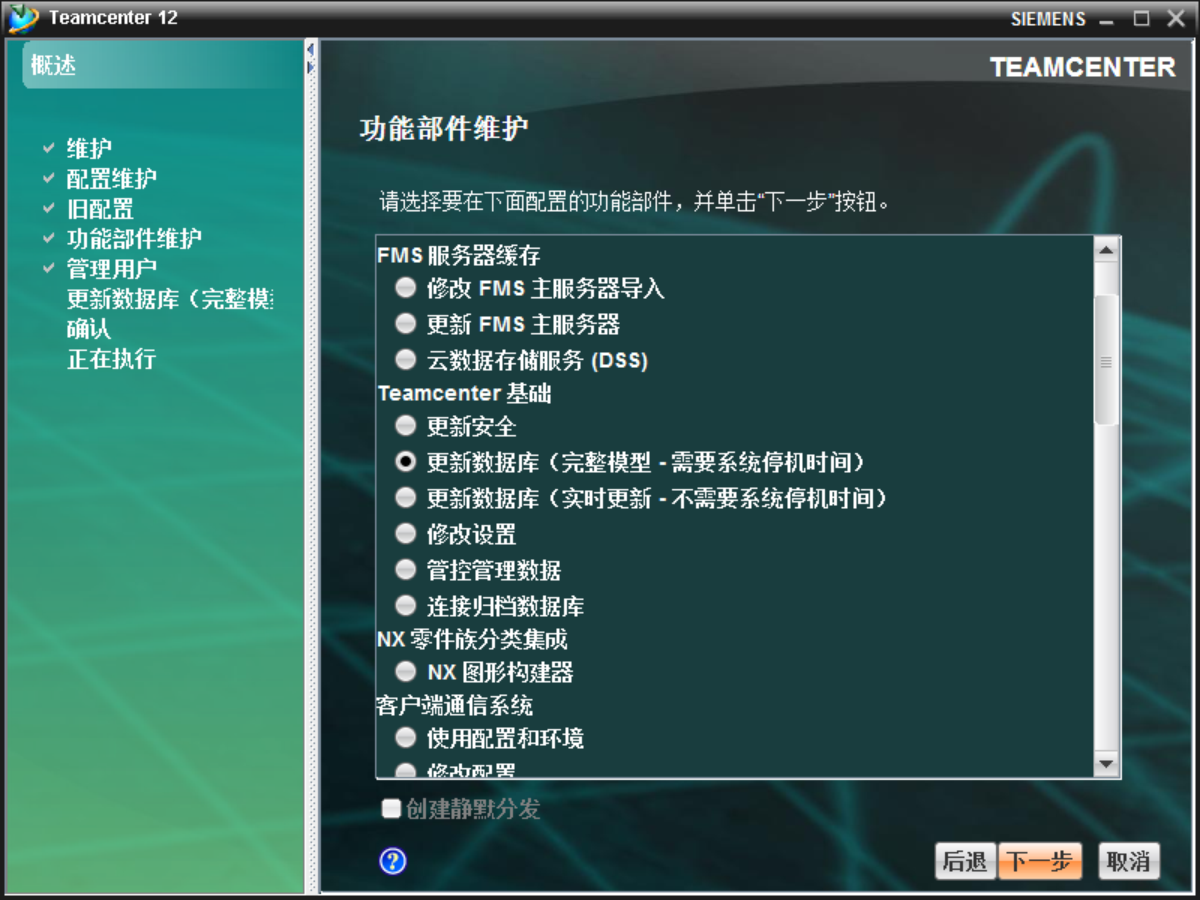 Teamcenter 12
SIEMENS
概述
维护
配置维护
旧配置
功能部件维护
管理用户
更新数据库（完整模
确认
正在执行
TEAMCENTER
功能部件维护
请选择要在下面配置的功能部件，并单击“下一步”按钮。
FMS 服务器缓存
修改 FMS 主服务器导入
更新 FMS 主服务器
云数据存储服务 (DSS)
Teamcenter 基础
更新安全
更新数据库（完整模型 - 需要系统停机时间）
更新数据库（实时更新 - 不需要系统停机时间）
修改设置
管控管理数据
连接归档数据库
NX 零件族分类集成
NX 图形构建器
客户端通信系统
使用配置和环境
修改配置
创建静默分发
?
后退
下一步
取消